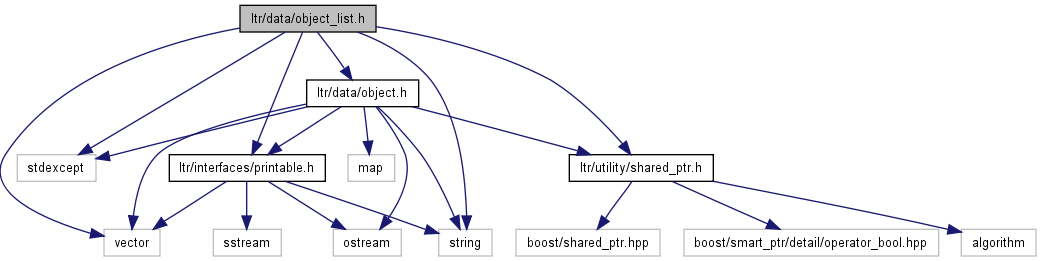 ltr/data/object_list.h
ltr/data/object.h
stdexcept
ltr/interfaces/printable.h
map
ltr/utility/shared_ptr.h
vector
sstream
ostream
string
boost/shared_ptr.hpp
boost/smart_ptr/detail/operator_bool.hpp
algorithm